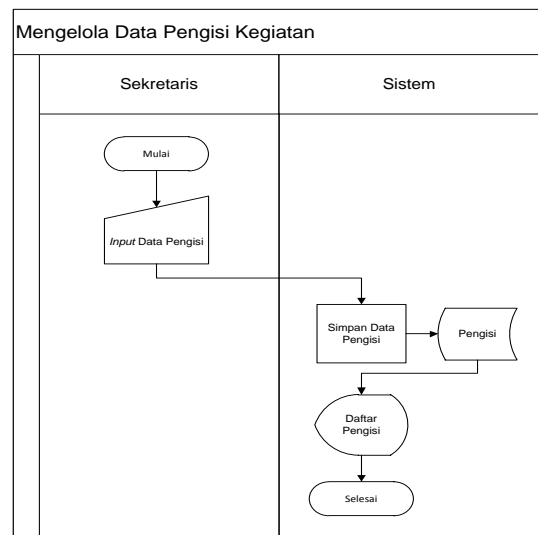 Mengelola Data Pengisi Kegiatan
Sekretaris
Sistem
Mulai
Input Data Pengisi
Simpan Data
Pengisi
Pengisi
Daftar
Pengisi
Selesai